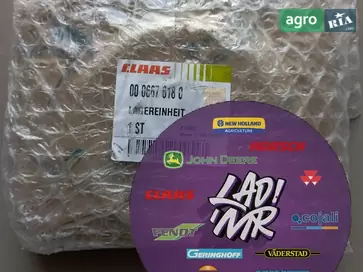 agro RIA
CLAAS
00 0667 618 0
LAGEREINHEIT
1 ST
NEW HOLLAND
AGRICULTURE
JOHN DEERE
CLAAS
LAD!
'MR
cojali
FENDT
GERINGHOFF
VÄDERSTAD